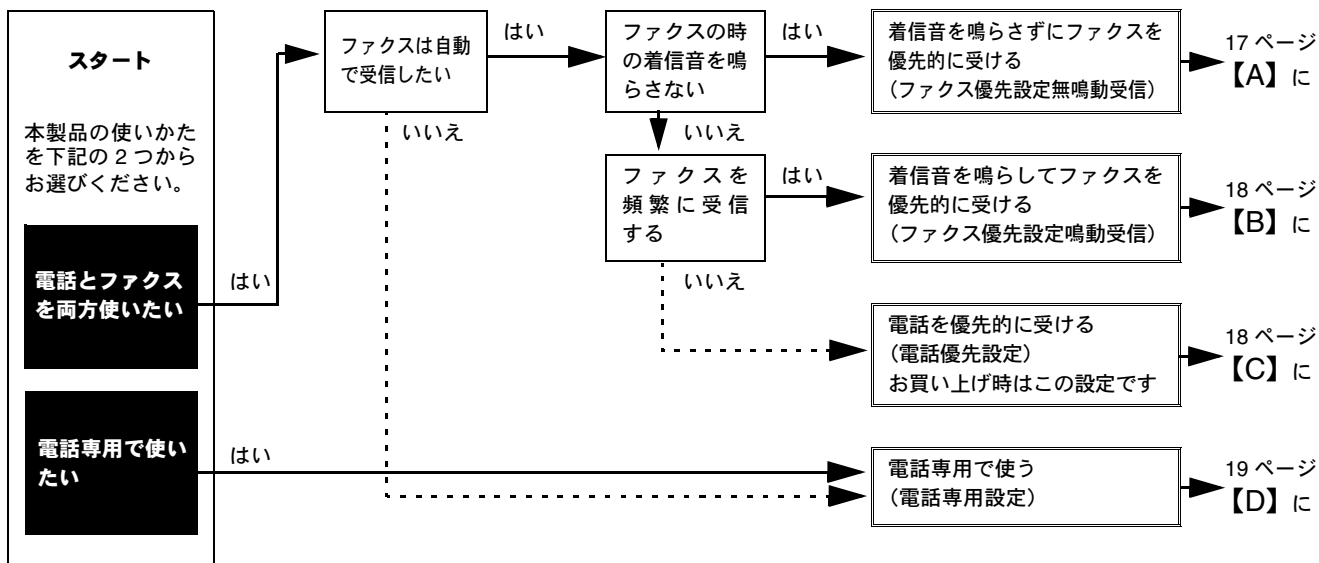 スタート
本製品の使いかた
を下記の2つから
お選びください。
電話とファクス
を両方使いたい
はい
電話専用で使い
たい
はい
ファクスは自動
で受信したい
はい
いいえ
ファクスの時
の着信音を鳴
らさない
はい
いいえ
ファクスを
頻繁に受信
する
はい
いいえ
着信音を鳴らさずにファクスを
優先的に受ける
(ファクス優先設定無鳴動受信)
17 ページ
【A】に
着信音を鳴らしてファクスを
優先的に受ける
(ファクス優先設定鳴動受信)
18 ページ
【B】に
電話を優先的に受ける
(電話優先設定)
お買い上げ時はこの設定です
18 ページ
【C】に
電話専用で使う
(電話専用設定)
19 ページ
【D】に